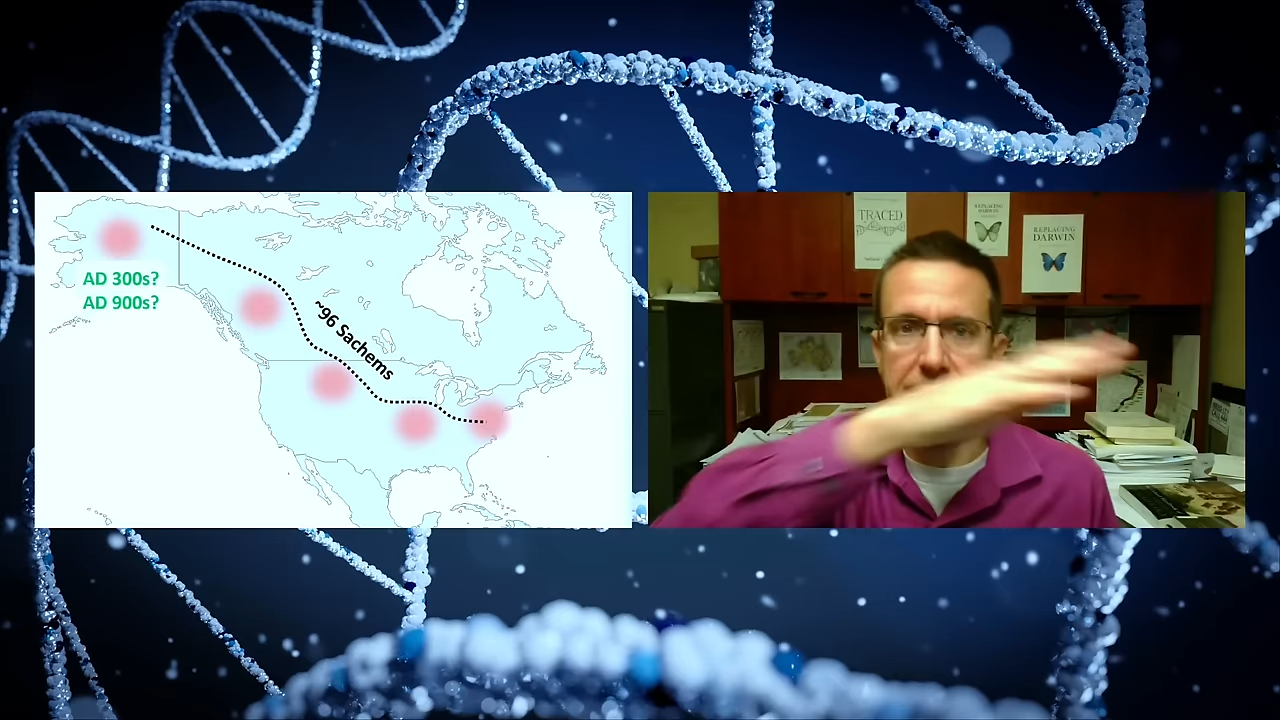 AD 300s?
AD 900s?
~96 Sachems
TRACED
REPLACING
DARWIN
REPLACING
DARWIN